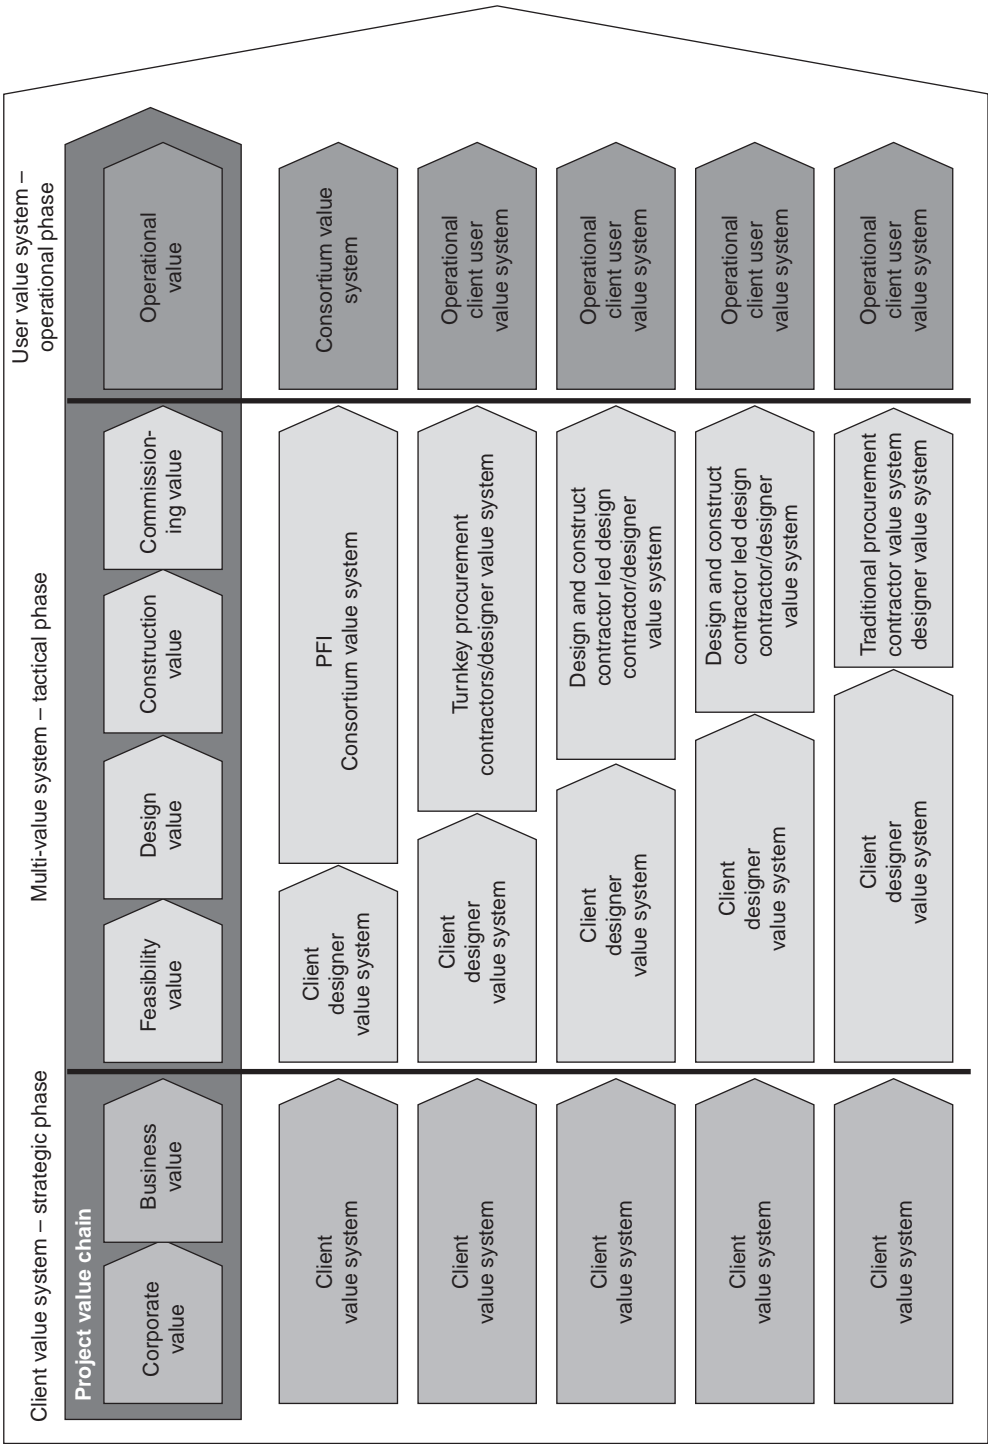 Client value system – strategic phase
Multi-value system – tactical phase
User value system –
operational phase
Project value chain
Corporate
value
Business
value
Feasibility
value
Design
value
Construction
value
Commission-
ing value
Operational
value
Client
value system
Client
designer
value system
PFI
Consortium value system
Consortium value
system
Client
value system
Client
designer
value system
Turnkey procurement
contractors/designer value system
Operational
client user
value system
Client
value system
Client
designer
value system
Design and construct
contractor led design
contractor/designer
value system
Operational
client user
value system
Client
value system
Client
designer
value system
Design and construct
contractor led design
contractor/designer
value system
Operational
client user
value system
Client
value system
Client
designer
value system
Traditional procurement
contractor value system
designer value system
Operational
client user
value system